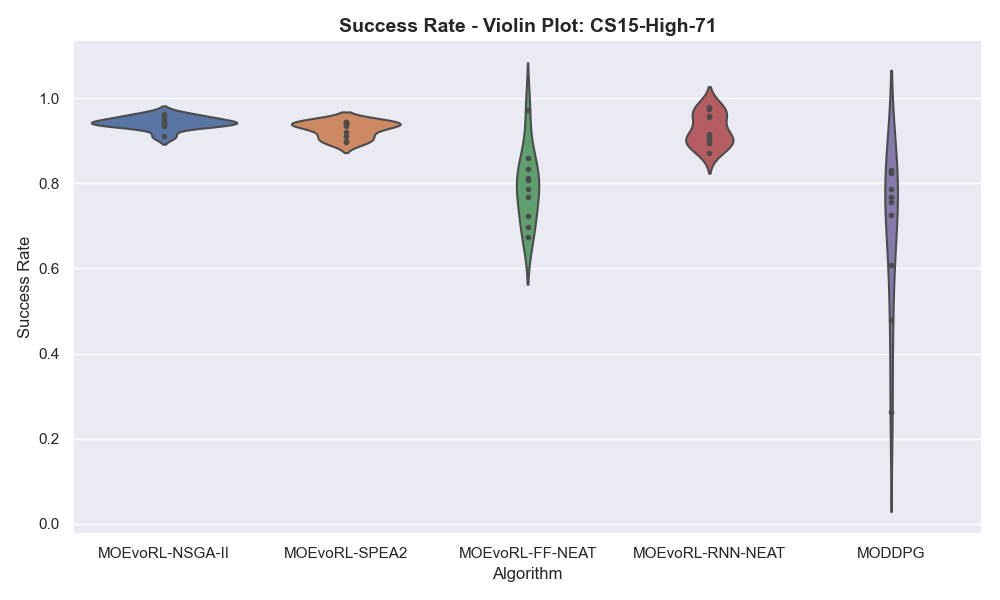 Success Rate - Violin Plot: CS15-High-71
1.0
0.8
0.6
0.4
0.2
0.0
Success Rate
MOEvoRL-NSGA-II
MOEvoRL-SPEA2
MOEvoRL-FF-NEAT
MOEvoRL-RNN-NEAT
MODDPG
Algorithm